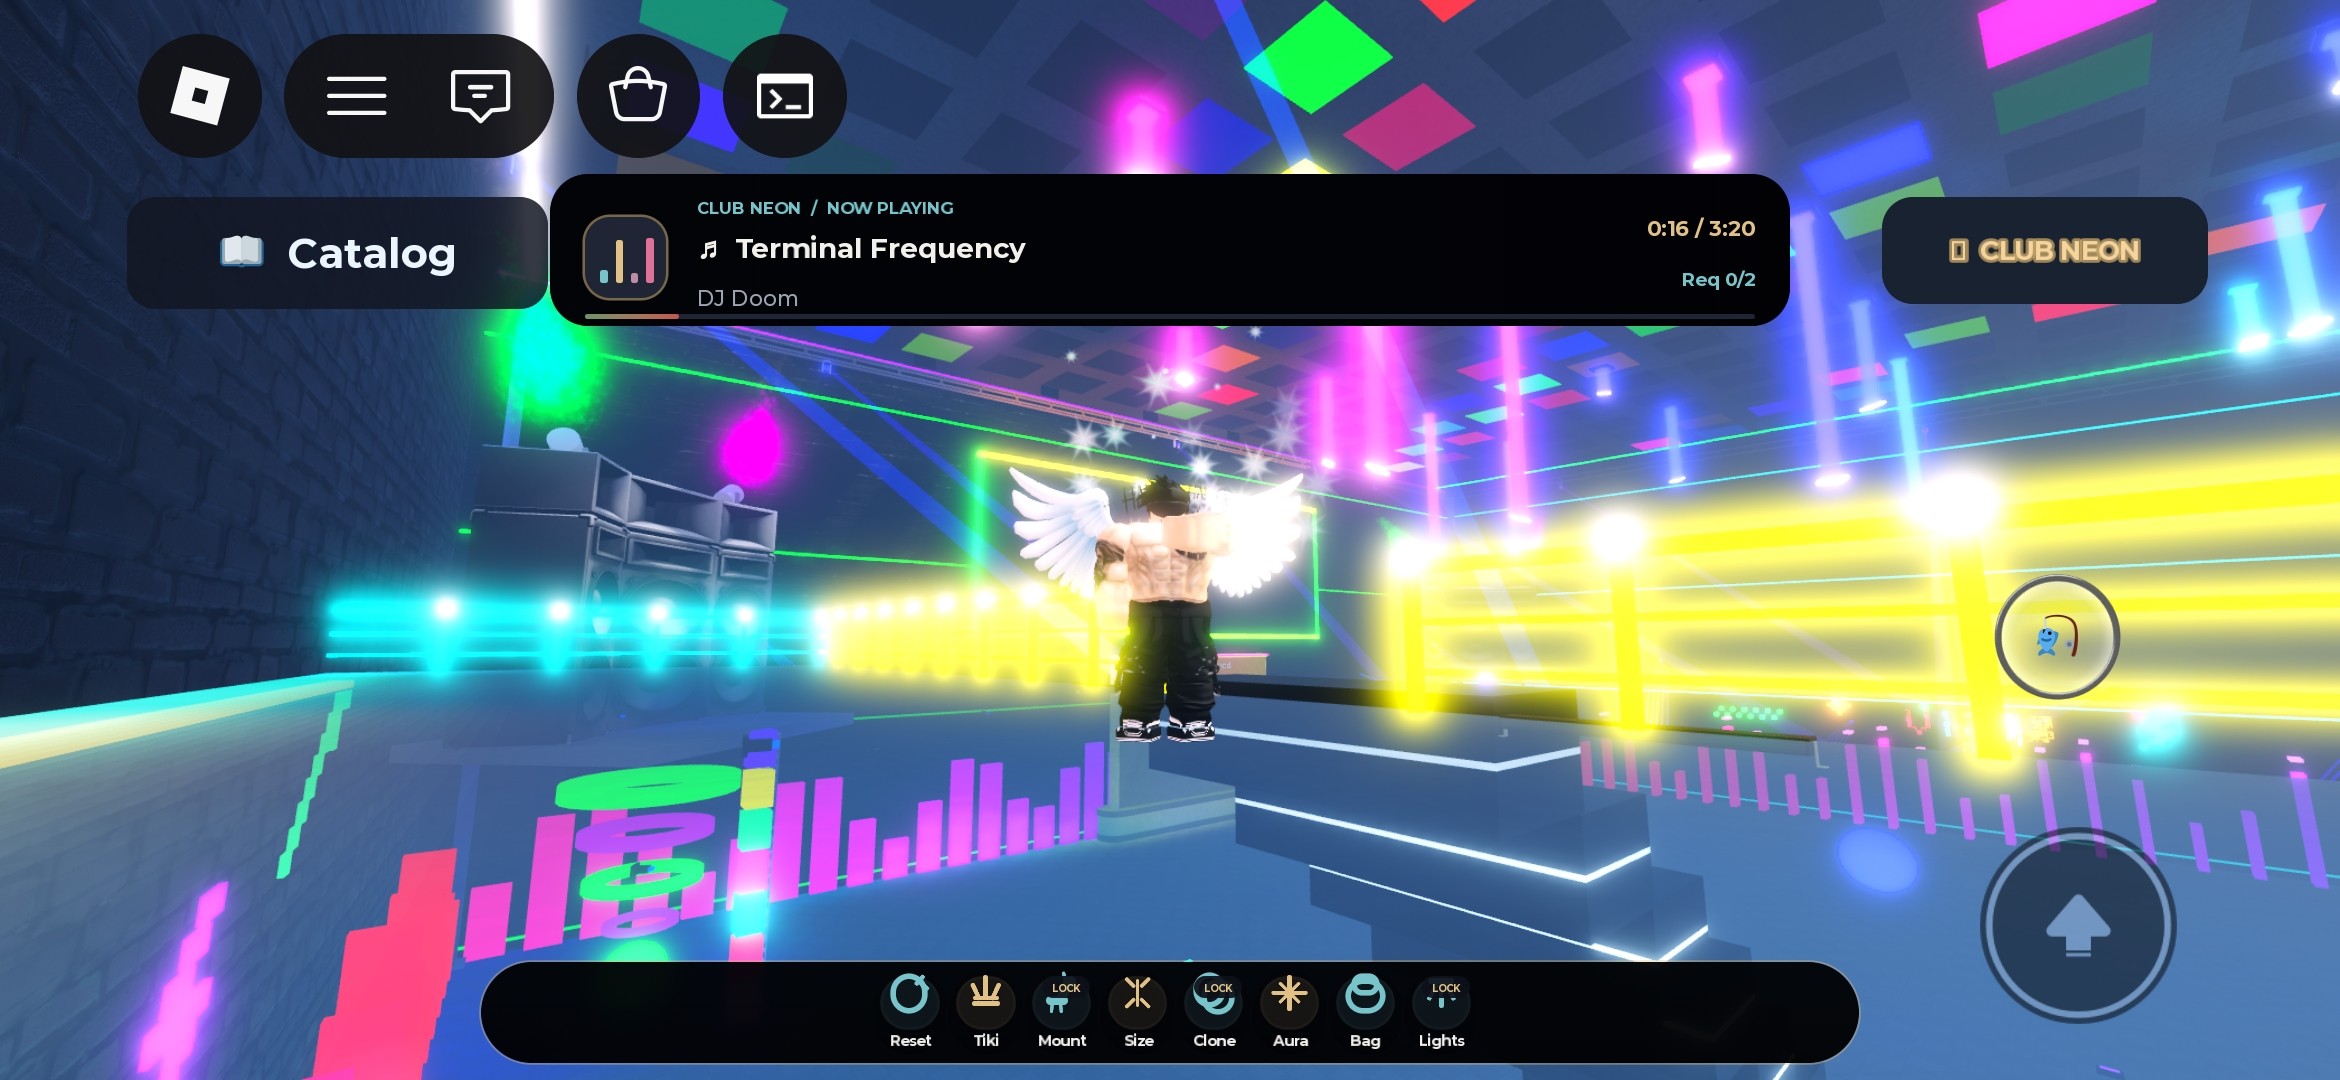 Catalog
CLUB NEON / NOW PLAYING
♬ Terminal Frequency
DJ Doom
0:16 / 3:20
Req 0/2
CLUB NEON
LOCK
LOCK
LOCK
Reset Tiki Mount Size Clone Aura Bag Lights